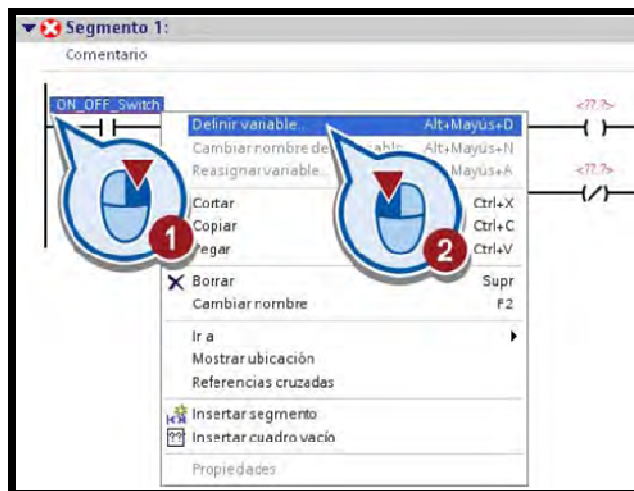 Segmento 1:
Comentario
ON_OFF_Switch
<??.?>
Definir variable... Alt+Mayús+D
Cambiar nombre de Alt+Mayús+N
Reasignar variable... Mayús+A
<??.?>
Cortar Ctrl+X
Copiar Ctrl+C
egar Ctrl+V
1
2
Borrar Supr
Cambiar nombre F2
Ir a
Mostrar ubicación
Referencias cruzadas
Insertar segmento
?? Insertar cuadro vacío
Propiedades